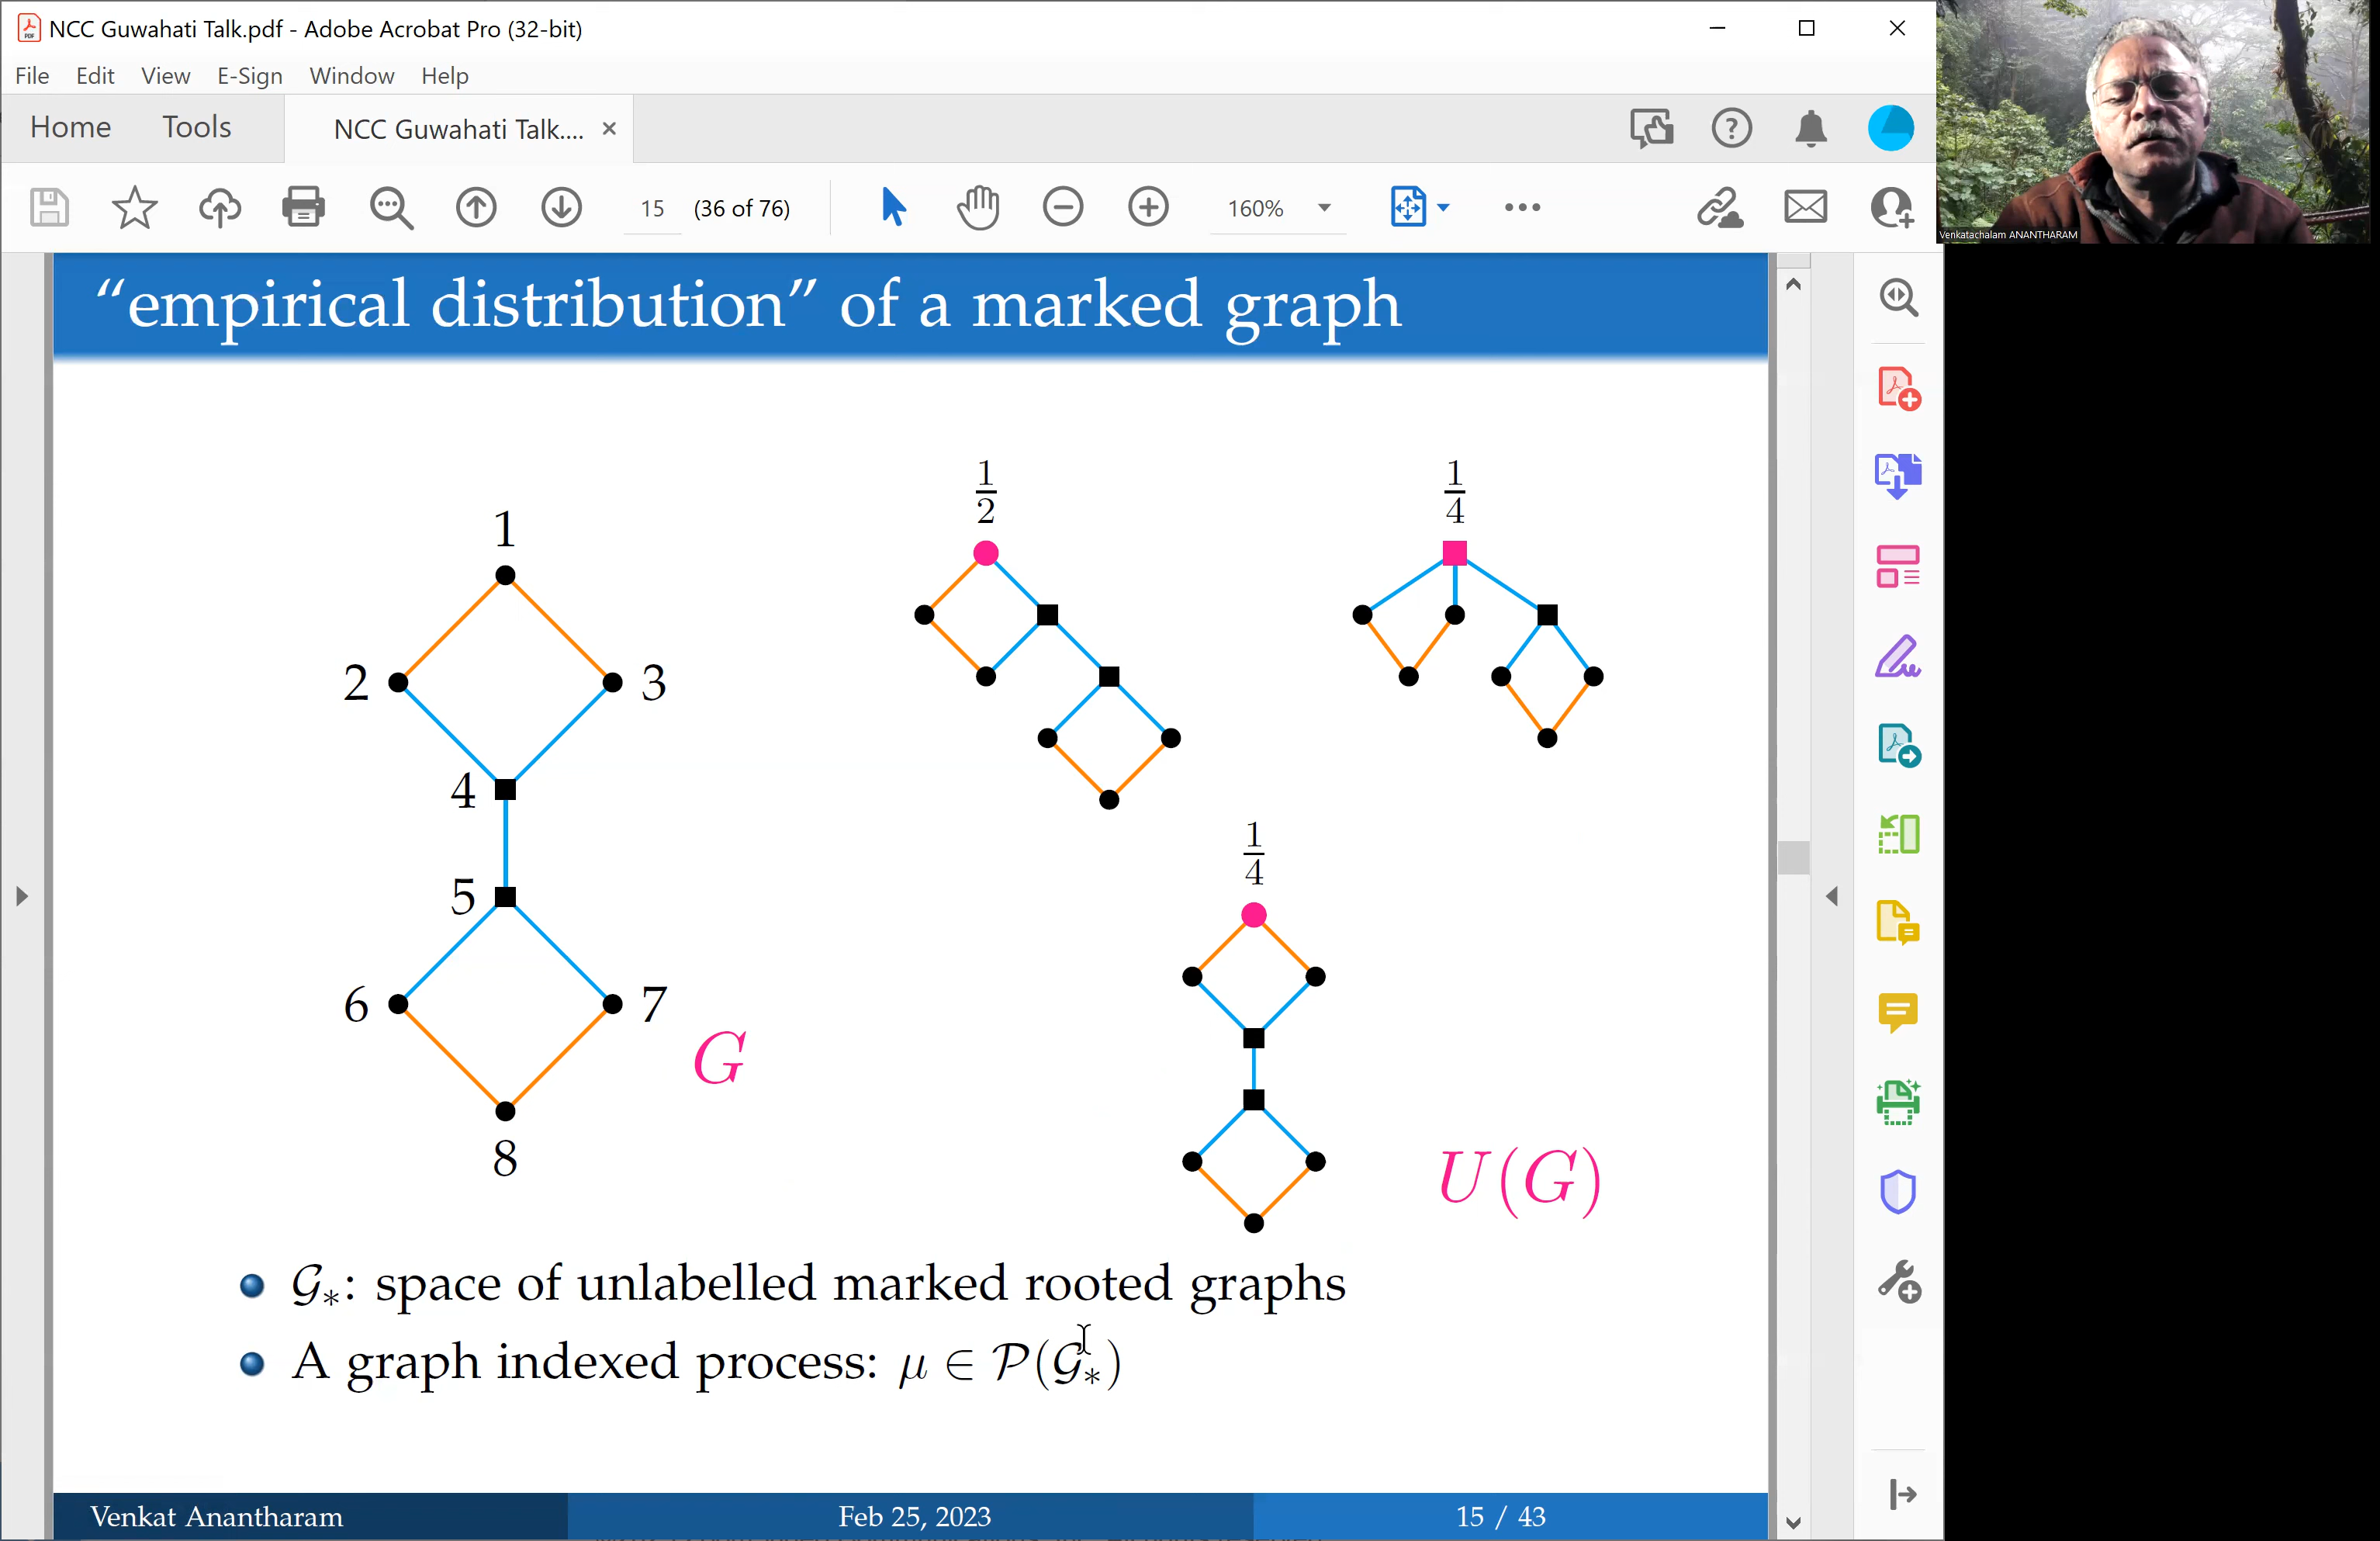 NCC Guwahati Talk.pdf - Adobe Acrobat Pro (32-bit)
File Edit View E-Sign Window Help
Home Tools NCC Guwahati Talk....
15 (36 of 76) 160%
Venkatachalam ANANTHARAM
“empirical distribution” of a marked graph
1
2 3
4
5
6 7
8
G
1/2
1/4
1/4
U(G)
𝒢∗: space of unlabelled marked rooted graphs
A graph indexed process: μ ∈ 𝒫(𝒢∗)
Venkat Anantharam Feb 25, 2023 15 / 43